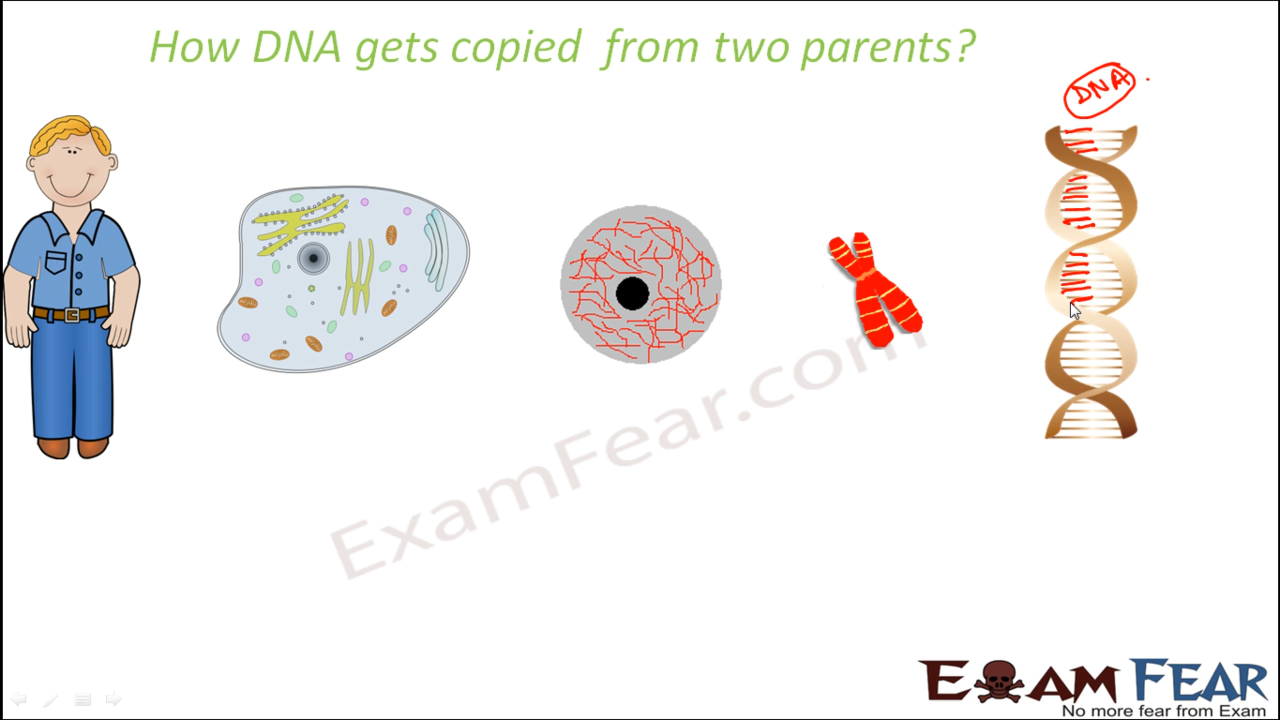 How DNA gets copied from two parents?
DNA
ExamFear.com
EXAM FEAR
No more fear from Exam